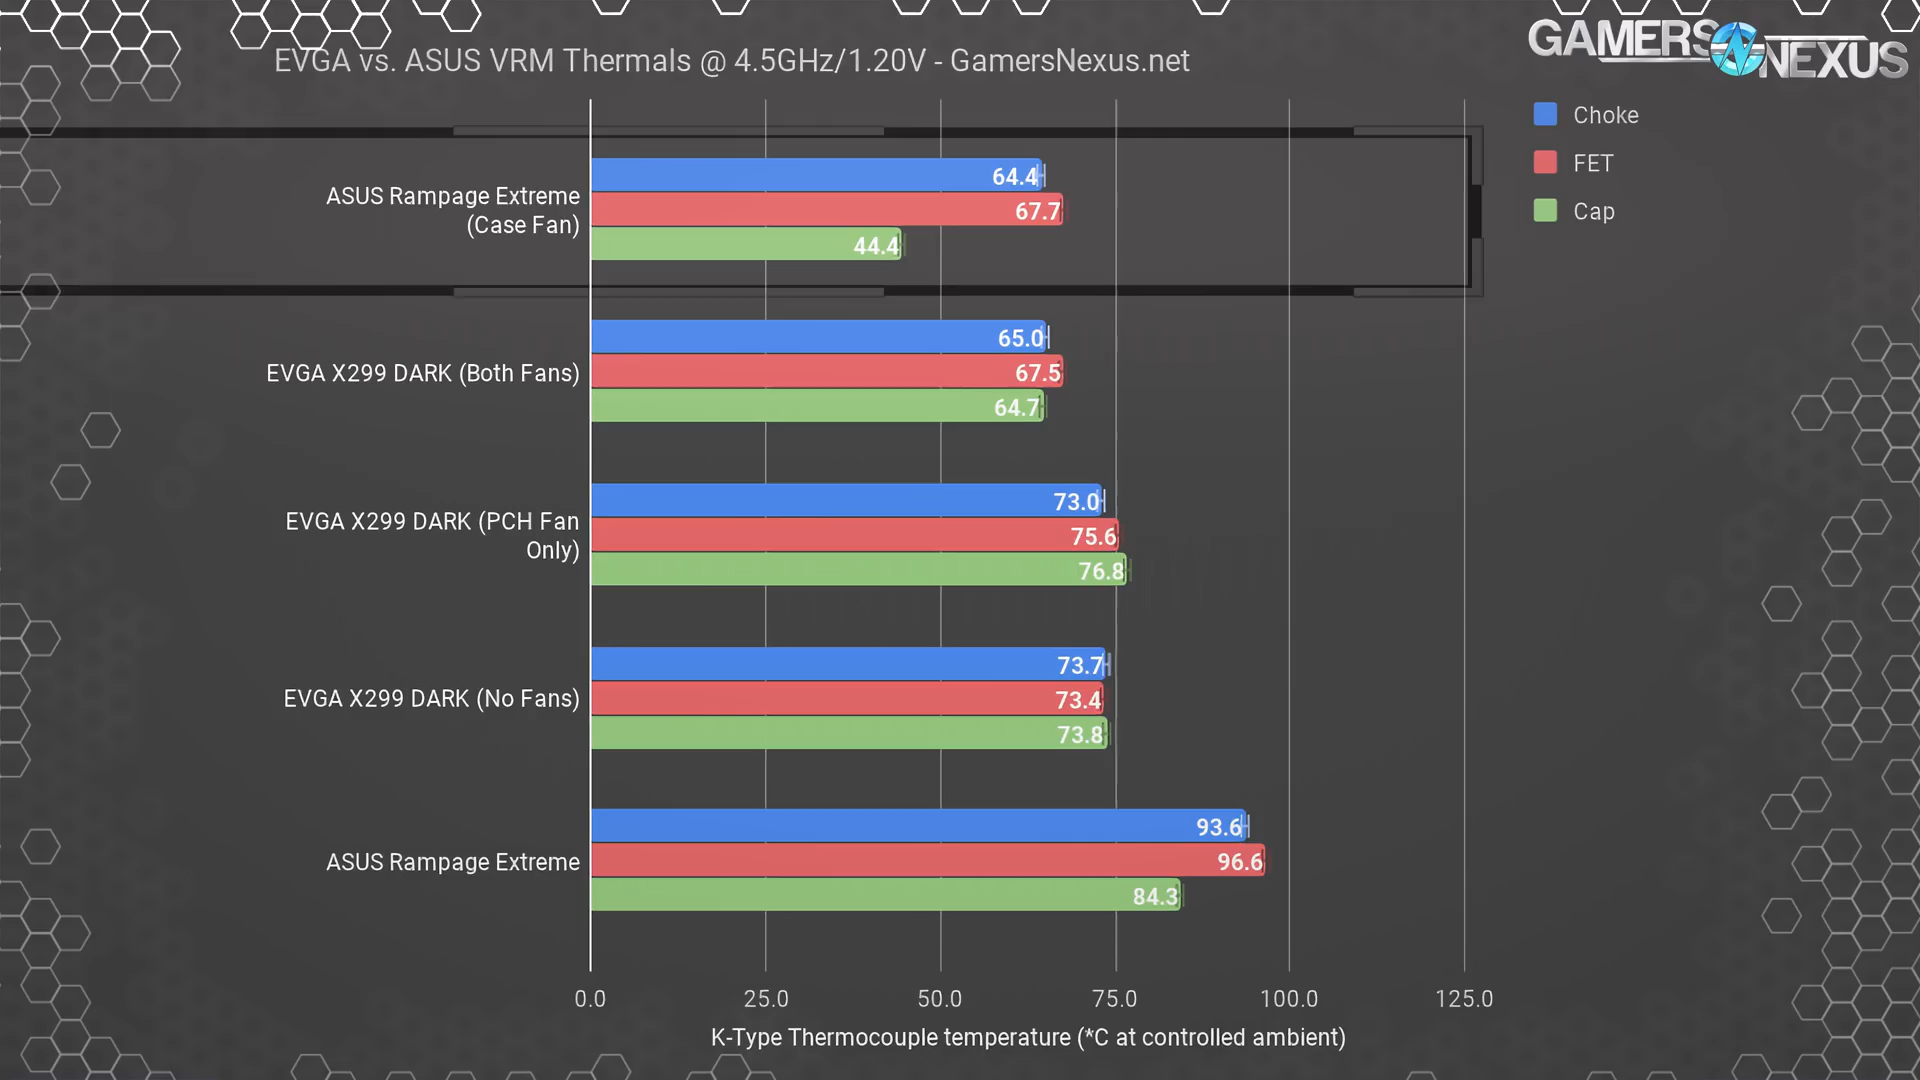 EVGA vs. ASUS VRM Thermals @ 4.5GHz/1.20V - GamersNexus.net
GAMERS NEXUS
Choke
FET
Cap
ASUS Rampage Extreme
(Case Fan)
64.4
67.7
44.4
EVGA X299 DARK (Both Fans)
65.0
67.5
64.7
EVGA X299 DARK (PCH Fan
Only)
73.0
75.6
76.8
EVGA X299 DARK (No Fans)
73.7
73.4
73.8
ASUS Rampage Extreme
93.6
96.6
84.3
0.0 25.0 50.0 75.0 100.0 125.0
K-Type Thermocouple temperature (*C at controlled ambient)